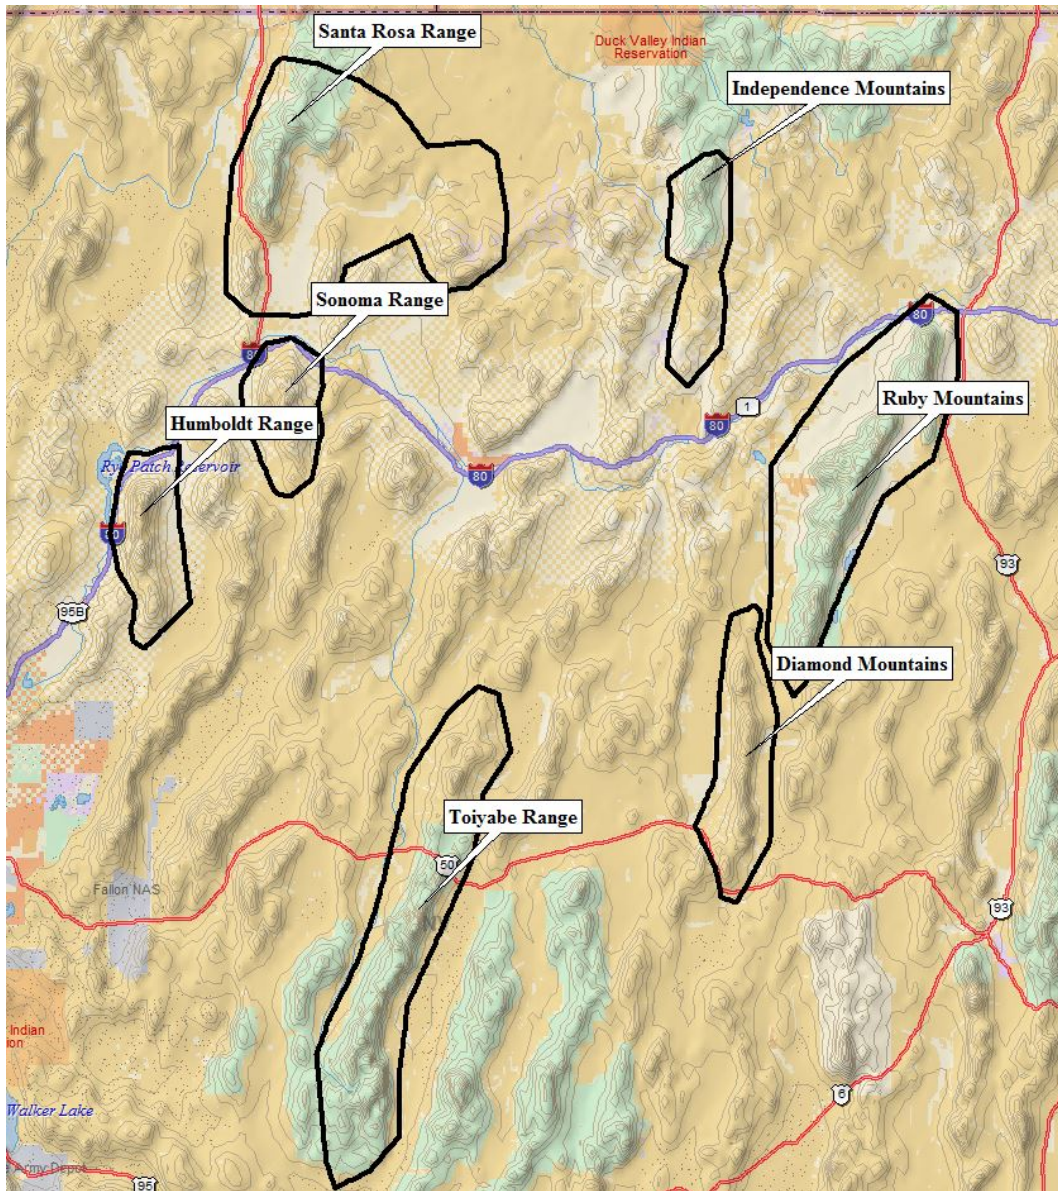 Santa Rosa Range
Duck Valley Indian
Reservation
Independence Mountains
Sonoma Range
80
80
Ruby Mountains
1
Humboldt Range
80
Rye Patch Reservoir
80
80
93
95B
Diamond Mountains
Toiyabe Range
50
Fallon NAS
93
Indian
Walker Lake
6
Army Depot
95